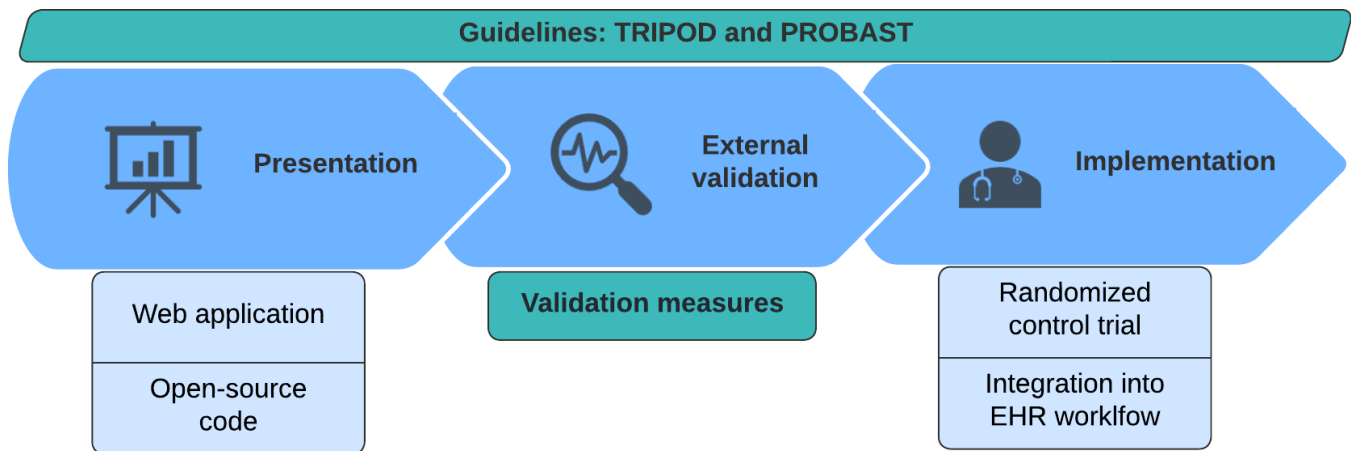 Guidelines: TRIPOD and PROBAST
Presentation
External
validation
Implementation
Web application
Open-source
code
Validation measures
Randomized
control trial
Integration into
EHR worklfow